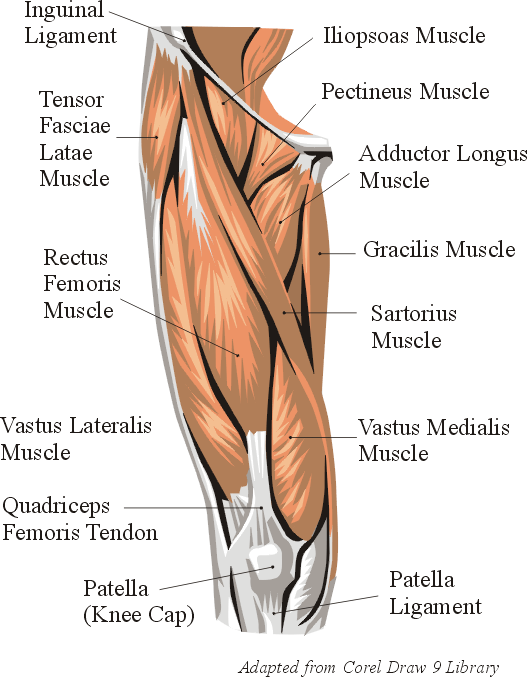 Inguinal
Ligament
Iliopsoas Muscle
Pectineus Muscle
Tensor
Fasciae
Latae
Muscle
Adductor Longus
Muscle
Gracilis Muscle
Rectus
Femoris
Muscle
Sartorius
Muscle
Vastus Lateralis
Muscle
Vastus Medialis
Muscle
Quadriceps
Femoris Tendon
Patella
(Knee Cap)
Patella
Ligament
Adapted from Corel Draw 9 Library